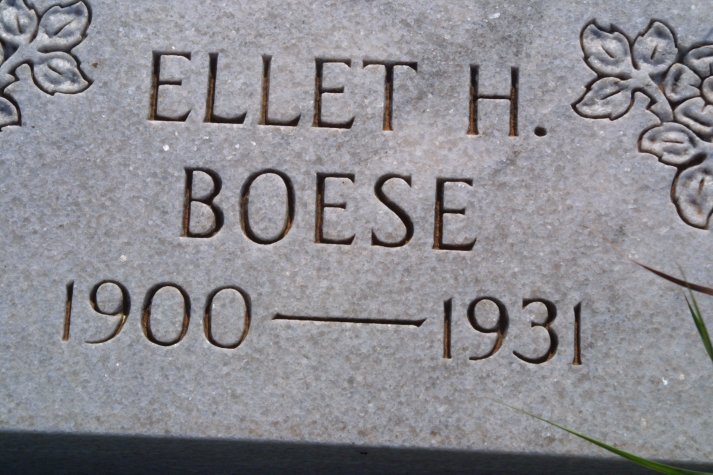 ELLET H.
BOESE
1900 — 1931